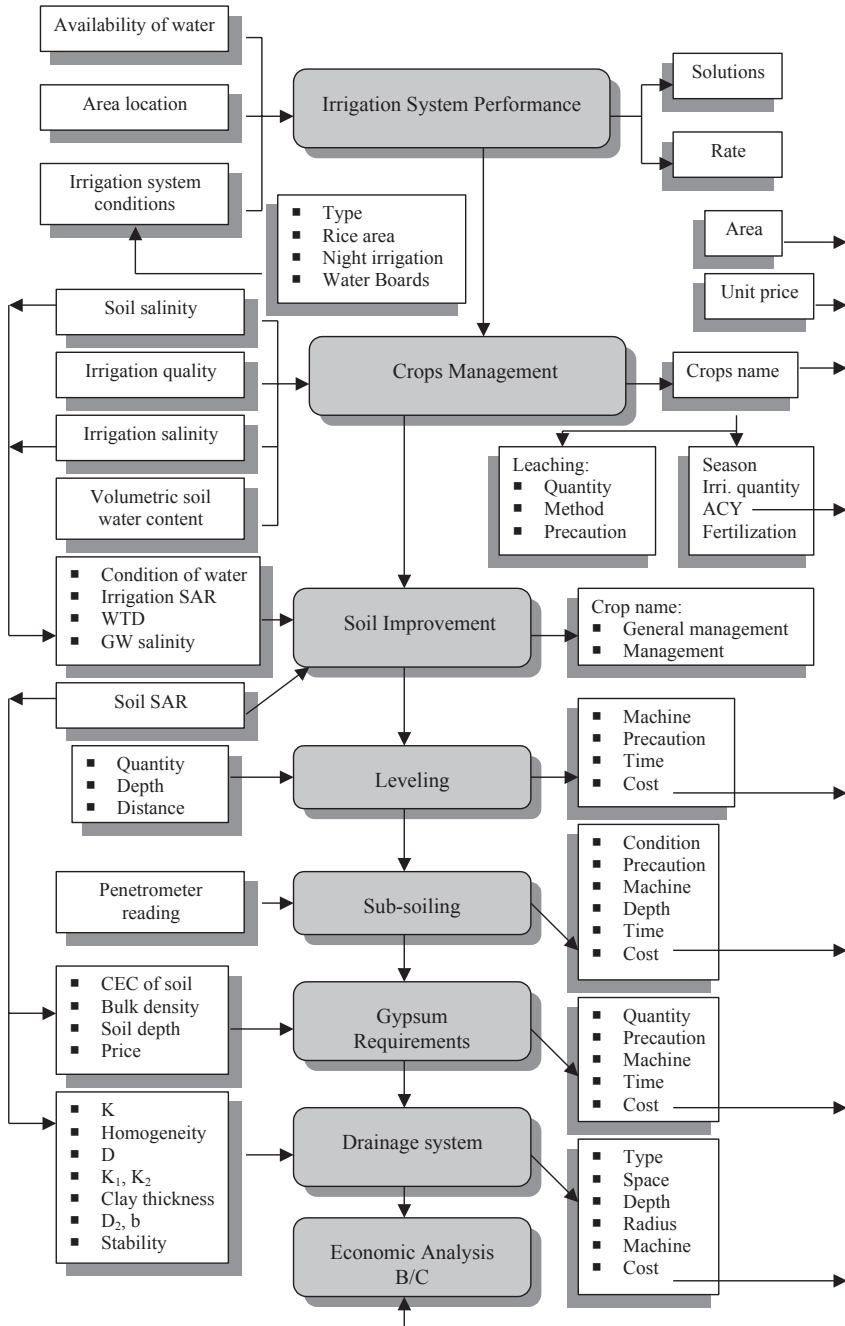 Availability of water
Area location
Irrigation system
conditions
Irrigation System Performance
Solutions
Rate
■ Type
■ Rice area
■ Night irrigation
■ Water Boards
Area
Unit price
Soil salinity
Irrigation quality
Irrigation salinity
Volumetric soil
water content
Crops Management
Crops name
Leaching:
■ Quantity
■ Method
■ Precaution
Season
Irri. quantity
ACY
Fertilization
■ Condition of water
■ Irrigation SAR
■ WTD
■ GW salinity
Soil Improvement
Crop name:
■ General management
■ Management
Soil SAR
■ Quantity
■ Depth
■ Distance
Leveling
■ Machine
■ Precaution
■ Time
■ Cost
Penetrometer
reading
Sub-soiling
■ Condition
■ Precaution
■ Machine
■ Depth
■ Time
■ Cost
■ CEC of soil
■ Bulk density
■ Soil depth
■ Price
Gypsum
Requirements
■ Quantity
■ Precaution
■ Machine
■ Time
■ Cost
■ K
■ Homogeneity
■ D
■ K₁, K₂
■ Clay thickness
■ D₂, b
■ Stability
Drainage system
■ Type
■ Space
■ Depth
■ Radius
■ Machine
■ Cost
Economic Analysis
B/C